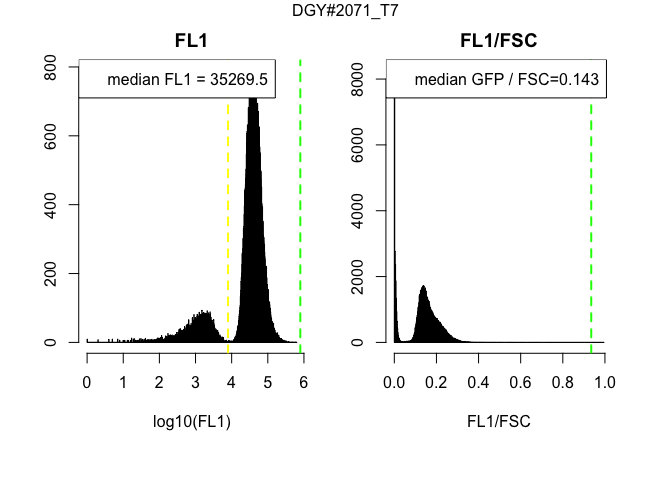 DGY#2071_T7
FL1
median FL1 = 35269.5
800
600
400
200
0
0 1 2 3 4 5 6
log10(FL1)
FL1/FSC
median GFP / FSC=0.143
8000
6000
4000
2000
0
0.0 0.2 0.4 0.6 0.8 1.0
FL1/FSC